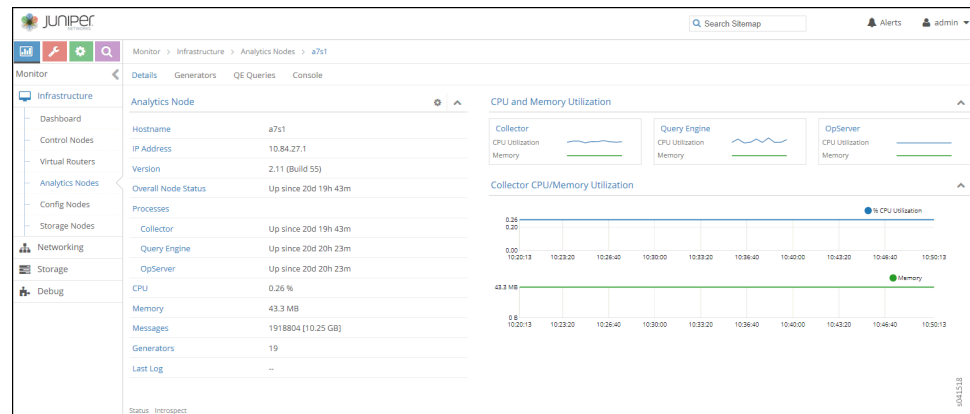 JUNIPER
NETWORKS
Search Sitemap
Alerts
admin
Monitor
Monitor > Infrastructure > Analytics Nodes > a7s1
Infrastructure
Dashboard
Control Nodes
Virtual Routers
Analytics Nodes
Config Nodes
Storage Nodes
Networking
Storage
Debug
Details Generators QE Queries Console
Analytics Node
Hostname a7s1
IP Address 10.84.27.1
Version 2.11 (Build 55)
Overall Node Status Up since 20d 19h 43m
Processes
Collector Up since 20d 19h 43m
Query Engine Up since 20d 20h 23m
OpServer Up since 20d 20h 23m
CPU 0.26 %
Memory 43.3 MB
Messages 1918804 [10.25 GB]
Generators 19
Last Log --
Status Introspect
CPU and Memory Utilization
Collector
CPU Utilization
Memory
Query Engine
CPU Utilization
Memory
OpServer
CPU Utilization
Memory
Collector CPU/Memory Utilization
% CPU Utilisation
0.26
0.20
0.00
10:20:13 10:23:20 10:26:40 10:30:00 10:33:20 10:36:40 10:40:00 10:43:20 10:46:40 10:50:13
Memory
43.3 MB
0 B
10:20:13 10:23:20 10:26:40 10:30:00 10:33:20 10:36:40 10:40:00 10:43:20 10:46:40 10:50:13
s041518